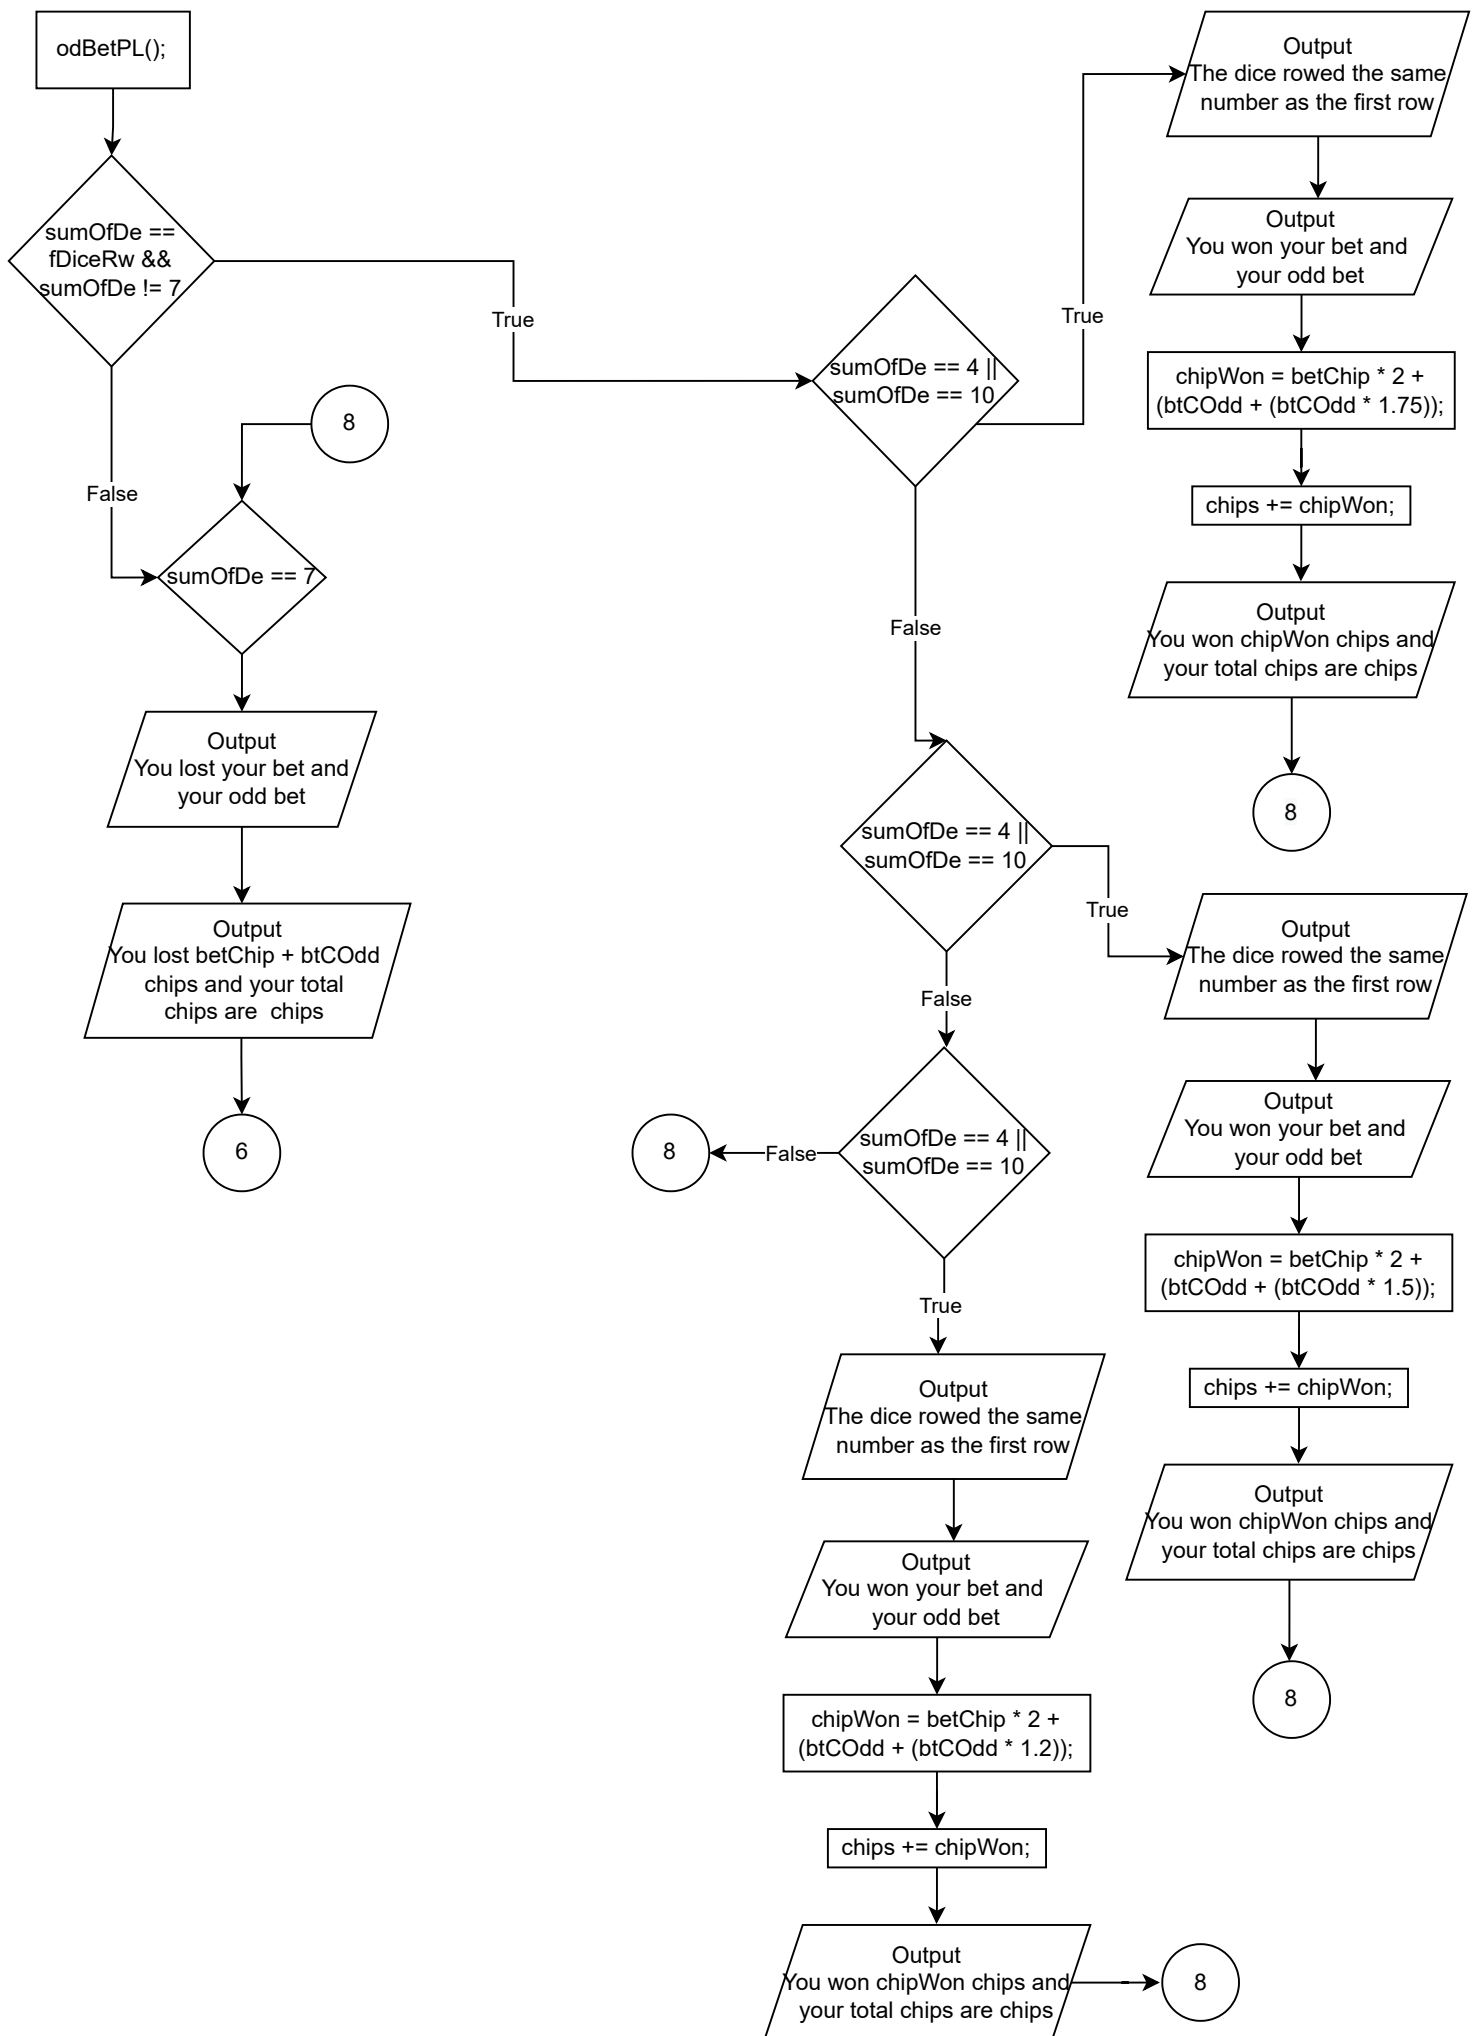 odBetPL();
sumOfDe ==
fDiceRw &&
sumOfDe != 7
True
False
8
sumOfDe == 7
Output
You lost your bet and
your odd bet
Output
You lost betChip + btCOdd
chips and your total
chips are  chips
6
sumOfDe == 4 ||
sumOfDe == 10
True
Output
The dice rowed the same
number as the first row
Output
You won your bet and
your odd bet
chipWon = betChip * 2 +
(btCOdd + (btCOdd * 1.75));
chips += chipWon;
Output
You won chipWon chips and
your total chips are chips
8
False
sumOfDe == 4 ||
sumOfDe == 10
True
Output
The dice rowed the same
number as the first row
Output
You won your bet and
your odd bet
chipWon = betChip * 2 +
(btCOdd + (btCOdd * 1.5));
chips += chipWon;
Output
You won chipWon chips and
your total chips are chips
8
False
sumOfDe == 4 ||
sumOfDe == 10
False
8
True
Output
The dice rowed the same
number as the first row
Output
You won your bet and
your odd bet
chipWon = betChip * 2 +
(btCOdd + (btCOdd * 1.2));
chips += chipWon;
Output
You won chipWon chips and
your total chips are chips
8